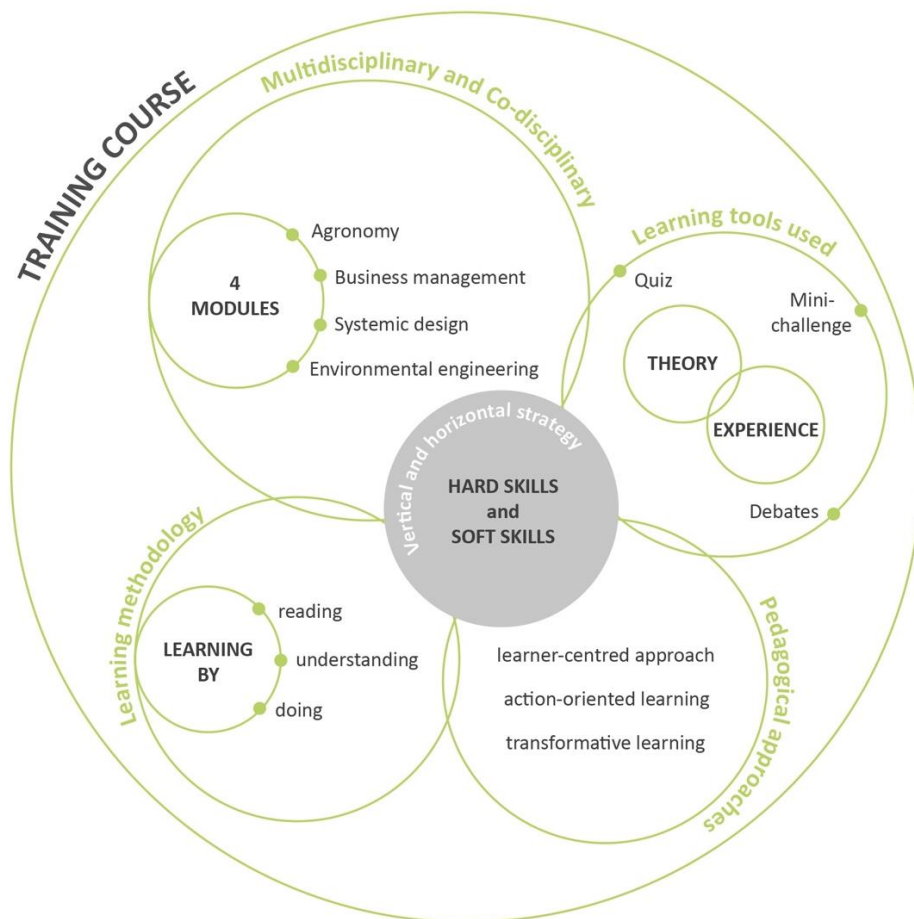 TRAINING COURSE
Multidisciplinary and Co-disciplinary
4
MODULES
Agronomy
Business management
Systemic design
Environmental engineering
Learning tools used
Quiz
Mini-
challenge
THEORY
EXPERIENCE
Debates
Vertical and horizontal strategy
HARD SKILLS
and
SOFT SKILLS
Learning methodology
LEARNING
BY
reading
understanding
doing
Pedagogical approaches
learner-centred approach
action-oriented learning
transformative learning